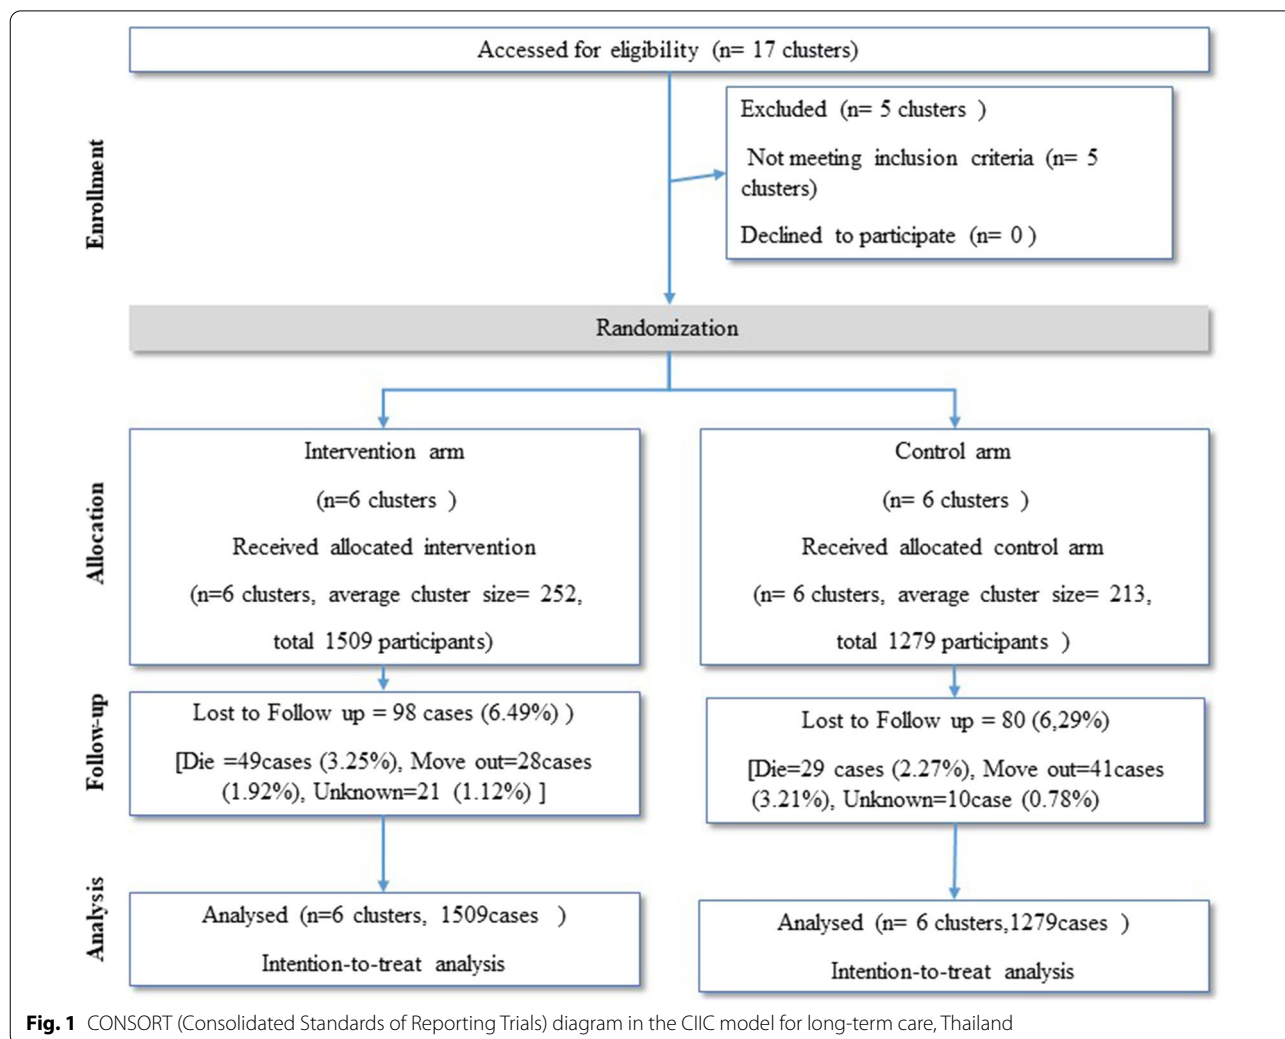 Accessed for eligibility (n= 17 clusters)
Enrollment
Excluded (n= 5 clusters )
Not meeting inclusion criteria (n= 5
clusters)
Declined to participate (n= 0 )
Randomization
Allocation
Intervention arm
(n=6 clusters )
Received allocated intervention
(n=6 clusters, average cluster size= 252,
total 1509 participants)
Control arm
(n= 6 clusters )
Received allocated control arm
(n= 6 clusters, average cluster size= 213,
total 1279 participants )
Follow-up
Lost to Follow up = 98 cases (6.49%) )
[Die =49cases (3.25%), Move out=28cases
(1.92%), Unknown=21 (1.12%) ]
Lost to Follow up = 80 (6,29%)
[Die=29 cases (2.27%), Move out=41cases
(3.21%), Unknown=10case (0.78%)
Analysis
Analysed (n=6 clusters, 1509cases )
Intention-to-treat analysis
Analysed (n= 6 clusters,1279cases )
Intention-to-treat analysis
Fig. 1 CONSORT (Consolidated Standards of Reporting Trials) diagram in the CIIC model for long-term care, Thailand